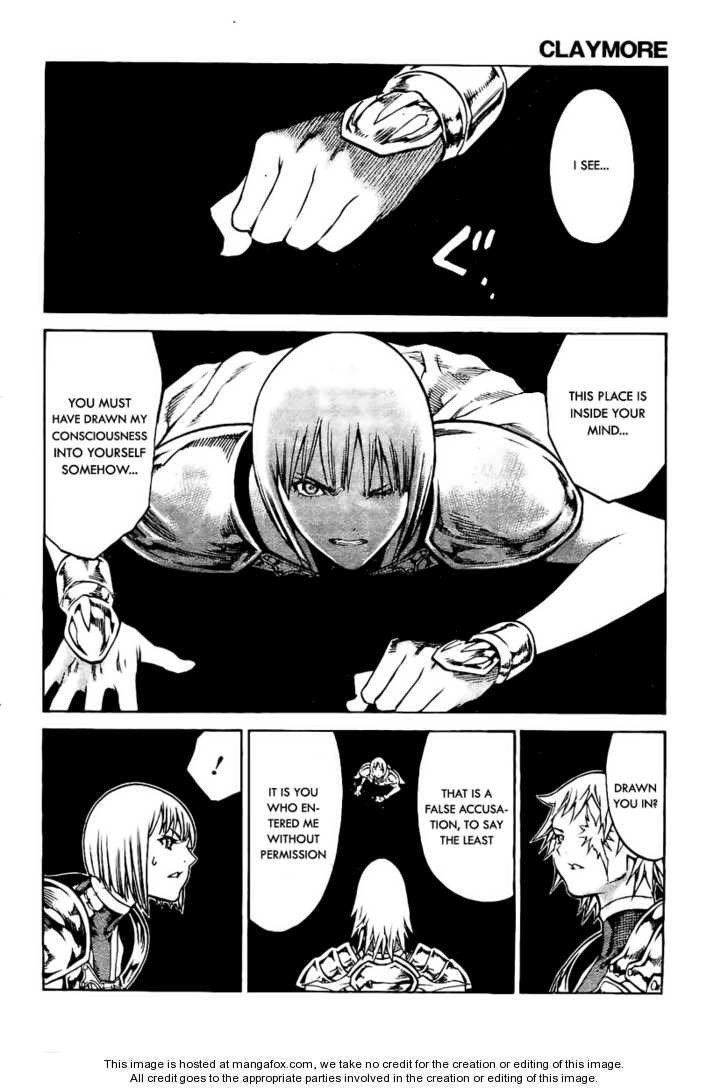 CLAYMORE
I SEE...
ぐ
THIS PLACE IS
INSIDE YOUR
MIND...
YOU MUST
HAVE DRAWN MY
CONSCIOUSNESS
INTO YOURSELF
SOMEHOW...
DRAWN
YOU IN?
THAT IS A
FALSE ACCUSA-
TION, TO SAY
THE LEAST
IT IS YOU
WHO EN-
TERED ME
WITHOUT
PERMISSION
!
This image is hosted at mangafox.com, we take no credit for the creation or editing of this image.
All credit goes to the appropriate parties involved in the creation or editing of this image.